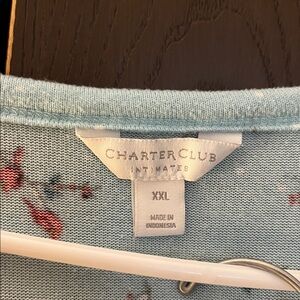 CHARTER CLUB
INTIMATES
XXL
MADE IN
INDONESIA